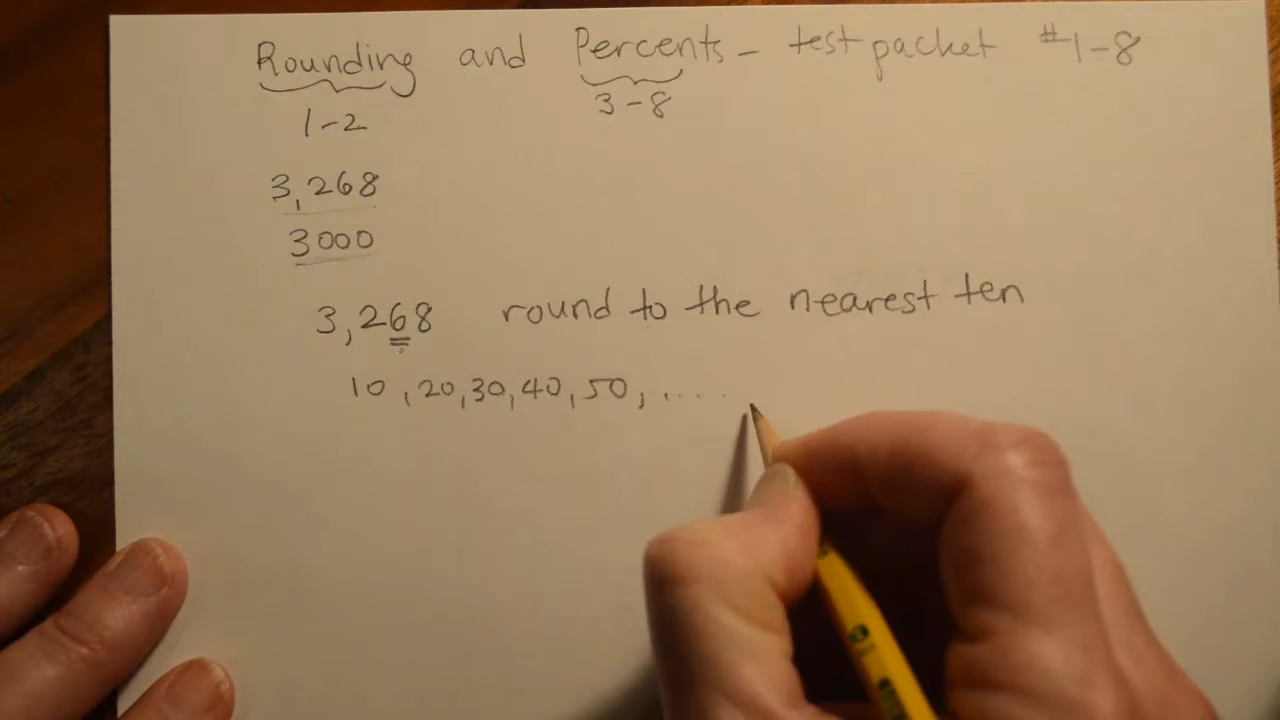 Rounding and Percents - test packet #1-8
1-2 3-8
3,268
3000
3,268 round to the nearest ten
10, 20, 30, 40, 50, .....